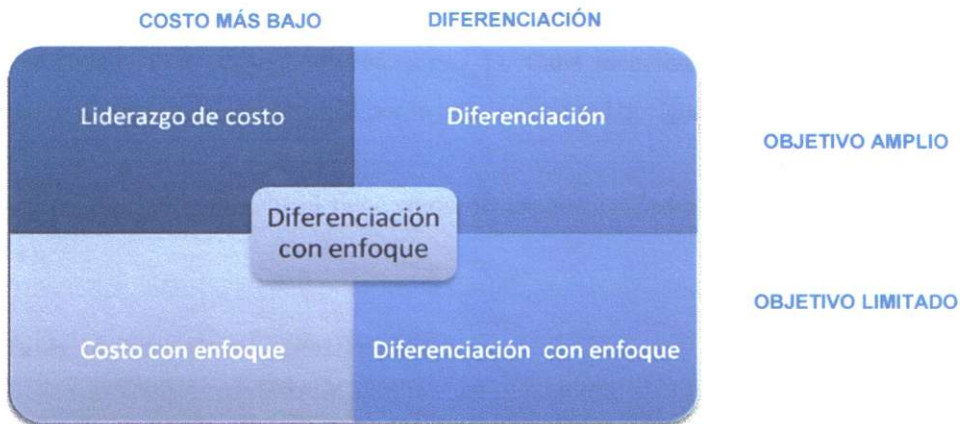 COSTO MÁS BAJO
DIFERENCIACIÓN
Liderazgo de costo
Diferenciación
OBJETIVO AMPLIO
Diferenciación
con enfoque
OBJETIVO LIMITADO
Costo con enfoque
Diferenciación con enfoque